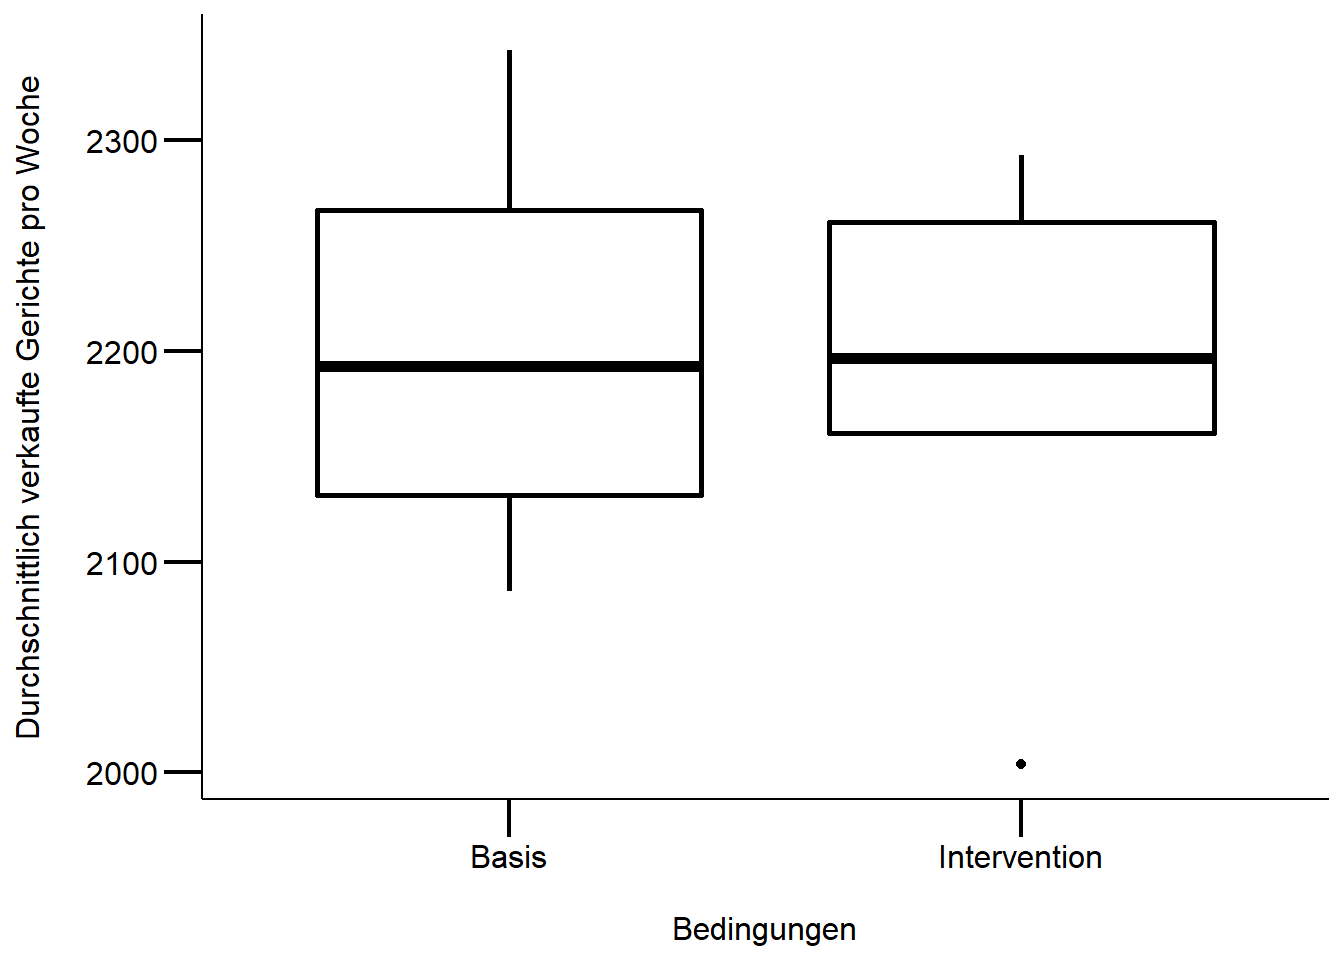 Durchschnittlich verkaufte Gerichte pro Woche
2300
2200
2100
2000
Basis
Intervention
Bedingungen